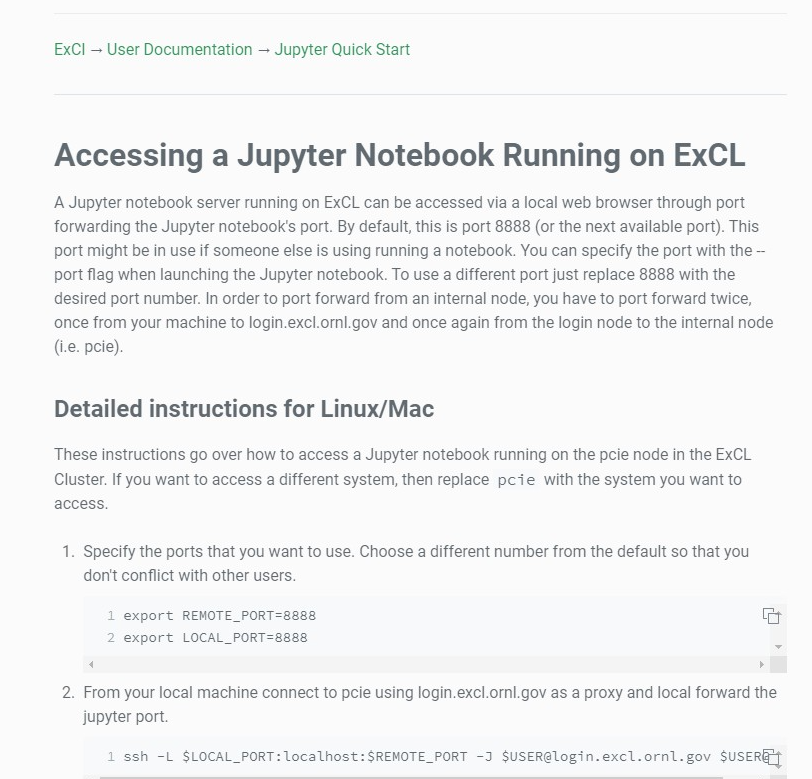 ExCl → User Documentation → Jupyter Quick Start
Accessing a Jupyter Notebook Running on ExCL
A Jupyter notebook server running on ExCL can be accessed via a local web browser through port
forwarding the Jupyter notebook's port. By default, this is port 8888 (or the next available port). This
port might be in use if someone else is using running a notebook. You can specify the port with the --
port flag when launching the Jupyter notebook. To use a different port just replace 8888 with the
desired port number. In order to port forward from an internal node, you have to port forward twice,
once from your machine to login.excl.ornl.gov and once again from the login node to the internal node
(i.e. pcie).
Detailed instructions for Linux/Mac
These instructions go over how to access a Jupyter notebook running on the pcie node in the ExCL
Cluster. If you want to access a different system, then replace pcie with the system you want to
access.
1. Specify the ports that you want to use. Choose a different number from the default so that you
don't conflict with other users.
1 export REMOTE_PORT=8888
2 export LOCAL_PORT=8888
2. From your local machine connect to pcie using login.excl.ornl.gov as a proxy and local forward the
jupyter port.
1 ssh -L $LOCAL_PORT:localhost:$REMOTE_PORT -J $USER@login.excl.ornl.gov $USER@